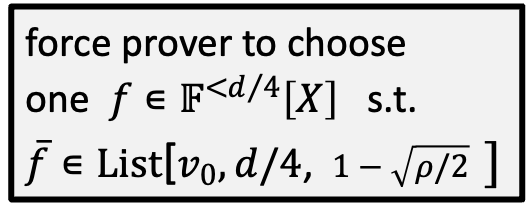 force prover to choose
one f ∈ 𝔽^{<d/4}[X] s.t.
f̄ ∈ List[v₀, d/4, 1 − √ρ/2 ]